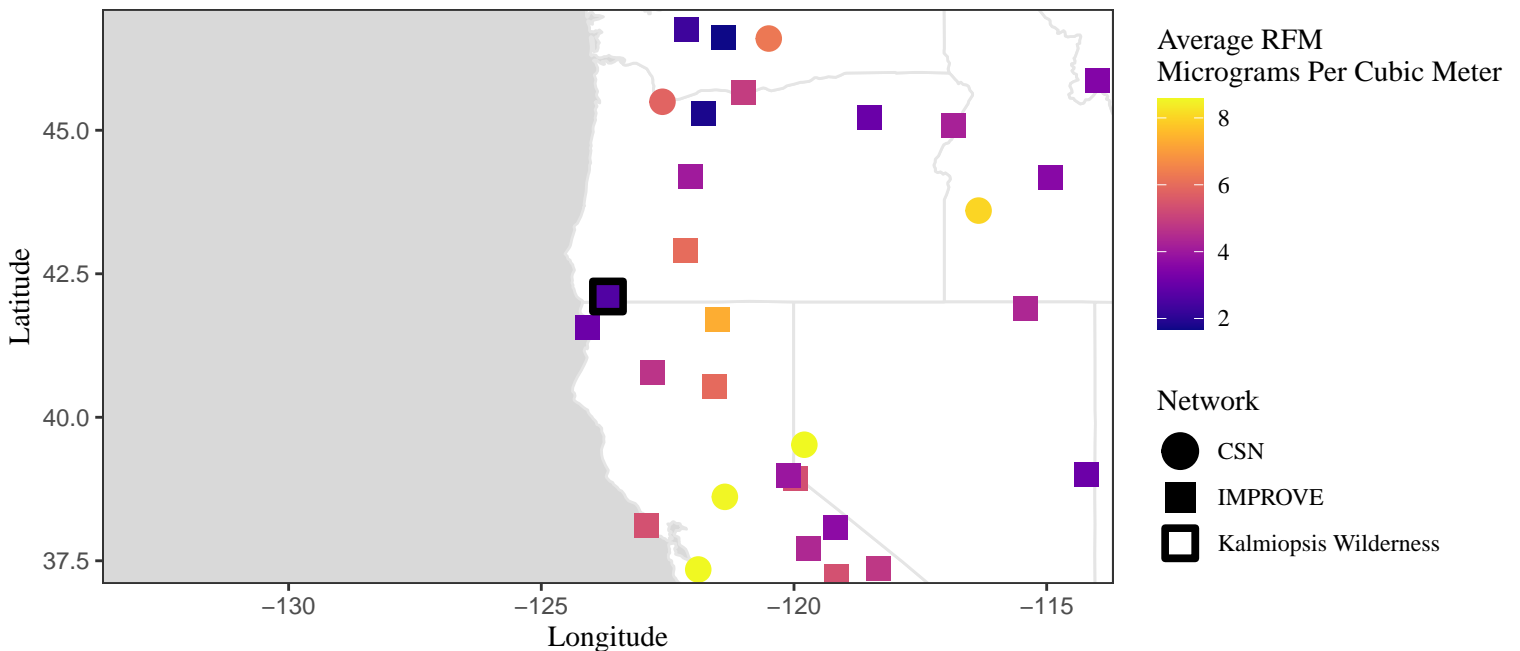 Average RFM
Micrograms Per Cubic Meter
8
6
4
2
Network
CSN
IMPROVE
Kalmiopsis Wilderness
Latitude
45.0
42.5
40.0
37.5
−130
−125
−120
−115
Longitude